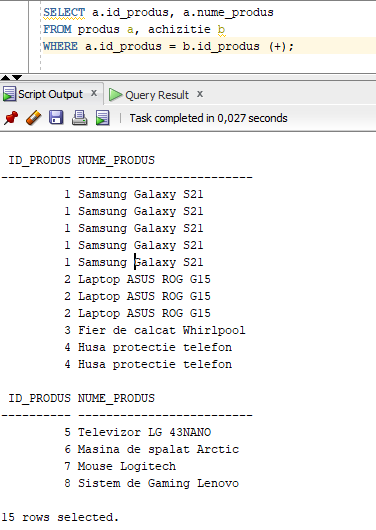 SELECT a.id_produs, a.nume_produs
FROM produs a, achizitie b
WHERE a.id_produs = b.id_produs (+);
Script Output x Query Result x
Task completed in 0,027 seconds
ID_PRODUS NUME_PRODUS
---------- -------------------------
1 Samsung Galaxy S21
1 Samsung Galaxy S21
1 Samsung Galaxy S21
1 Samsung Galaxy S21
1 Samsung Galaxy S21
2 Laptop ASUS ROG G15
2 Laptop ASUS ROG G15
2 Laptop ASUS ROG G15
3 Fier de calcat Whirlpool
4 Husa protectie telefon
4 Husa protectie telefon
ID_PRODUS NUME_PRODUS
---------- -------------------------
5 Televizor LG 43NANO
6 Masina de spalat Arctic
7 Mouse Logitech
8 Sistem de Gaming Lenovo
15 rows selected.